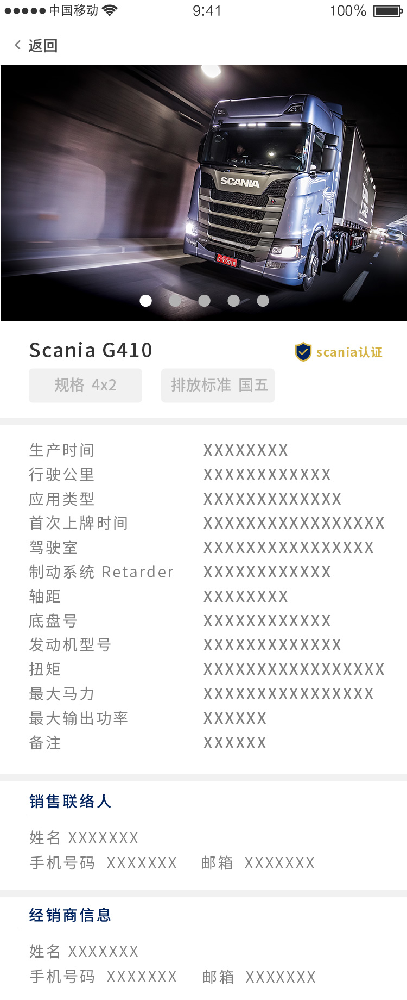 中国移动 9:41 100%
返回
SCANIA
S500
DIV-2019
Scania G410
scania认证
规格 4x2 排放标准 国五
生产时间 XXXXXXXX
行驶公里 XXXXXXXXXXXX
应用类型 XXXXXXXXXXXXX
首次上牌时间 XXXXXXXXXXXXXXXXX
驾驶室 XXXXXXXXXXXXXXXX
制动系统 Retarder XXXXXXXXXXXX
轴距 XXXXXXXX
底盘号 XXXXXXXXXXXX
发动机型号 XXXXXXXXXXXXX
扭矩 XXXXXXXXXXXXXXXXX
最大马力 XXXXXXXXXXXXXXXX
最大输出功率 XXXXXX
备注 XXXXXX
销售联络人
姓名 XXXXXXX
手机号码 XXXXXXX 邮箱 XXXXXXX
经销商信息
姓名 XXXXXXX
手机号码 XXXXXXX 邮箱 XXXXXXX